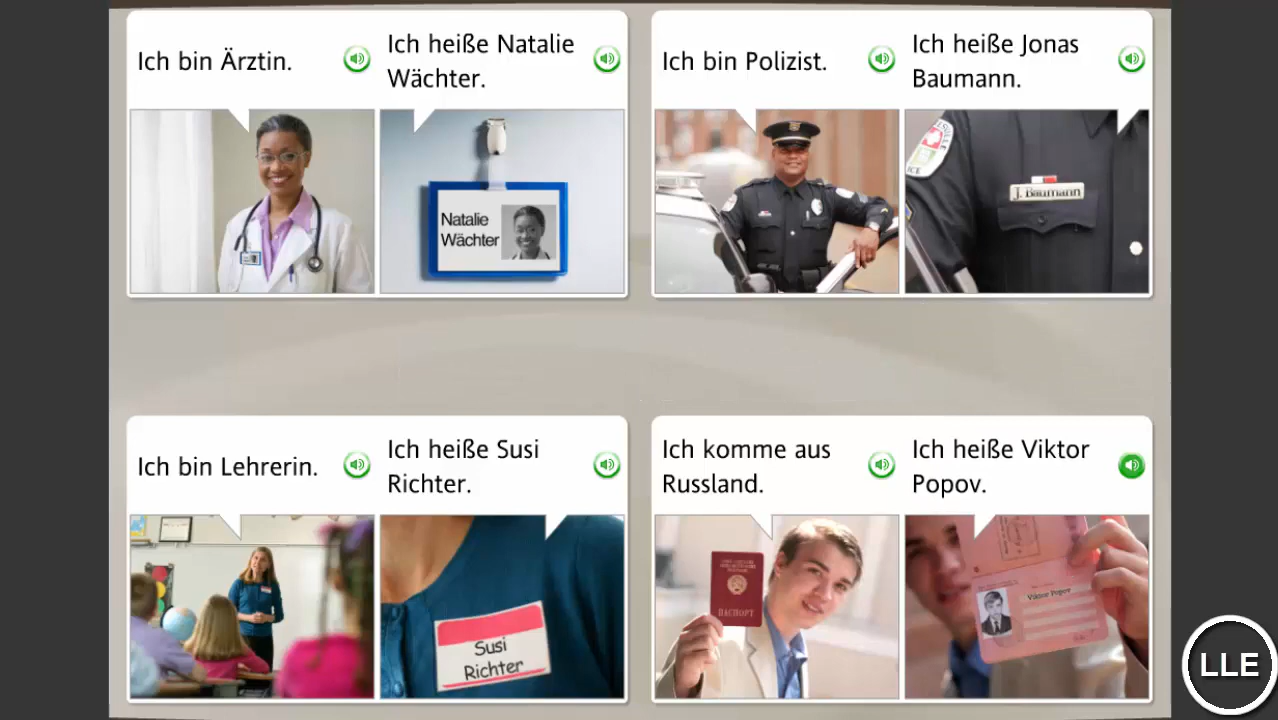 Ich bin Ärztin.
Ich heiße Natalie
Wächter.
Natalie
Wächter
Ich bin Polizist.
Ich heiße Jonas
Baumann.
J. Baumann
Ich bin Lehrerin.
Ich heiße Susi
Richter.
Susi
Richter
Ich komme aus
Russland.
ПАСПОРТ
Ich heiße Viktor
Popov.
Viktor Popov
LLE